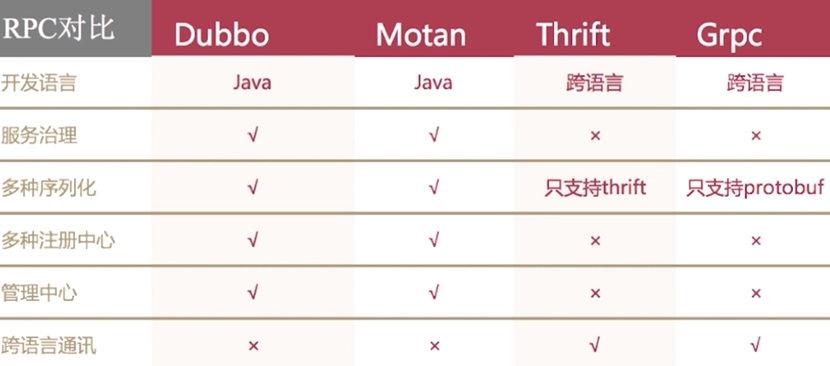 RPC对比 Dubbo Motan Thrift Grpc
开发语言 Java Java 跨语言 跨语言
服务治理 √ √ × ×
多种序列化 √ √ 只支持thrift 只支持protobuf
多种注册中心 √ √ × ×
管理中心 √ √ × ×
跨语言通讯 × × √ √